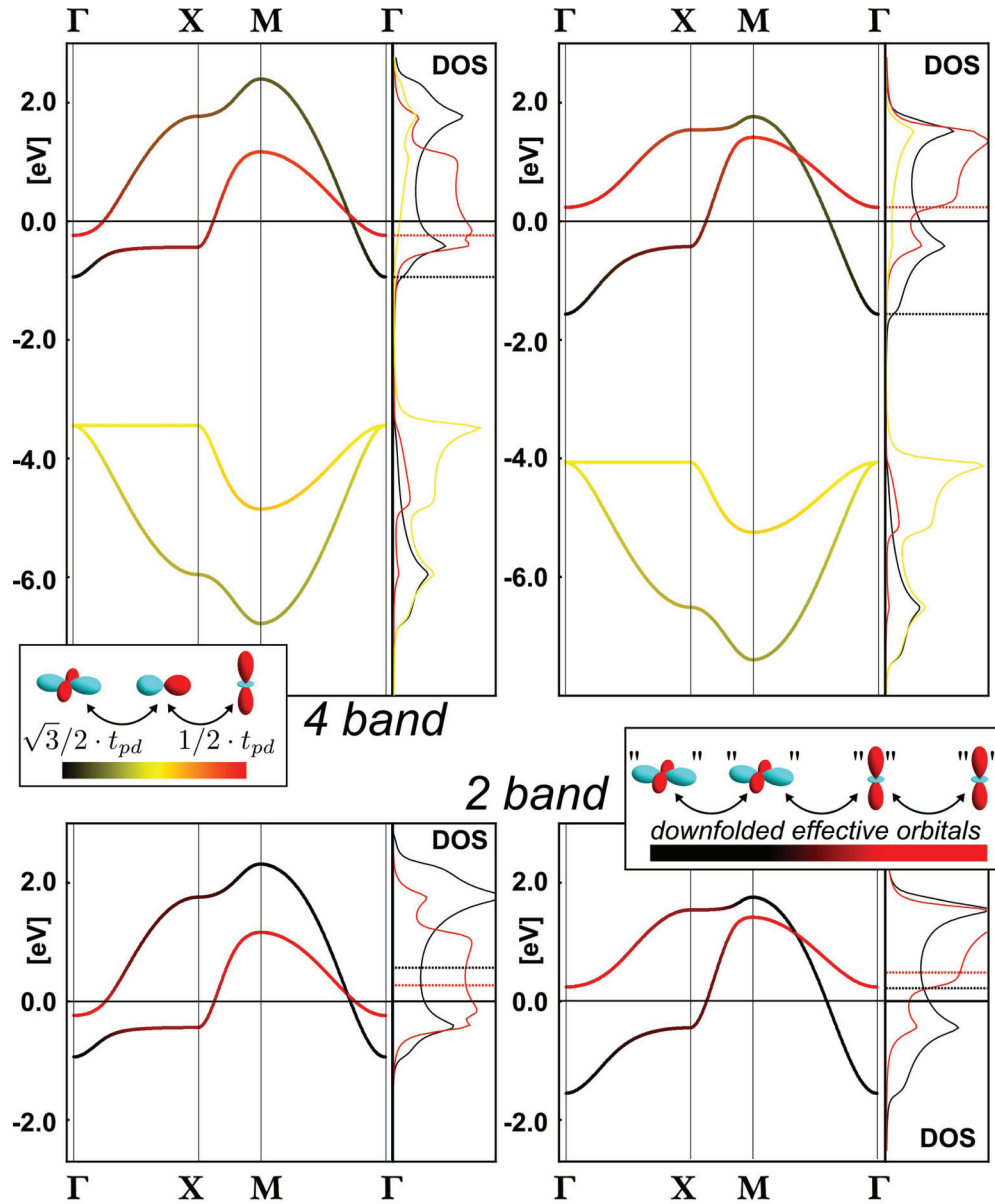 Γ X M Γ Γ X M Γ
DOS DOS
2.0 2.0
[eV] [eV]
0.0 0.0
-2.0 -2.0
-4.0 -4.0
-6.0 -6.0
√3/2 · t_pd 1/2 · t_pd
4 band
2 band
" " " " " " " "
downfolded effective orbitals
DOS
2.0 2.0
[eV] [eV]
0.0 0.0
-2.0 -2.0
DOS
Γ X M Γ Γ X M Γ